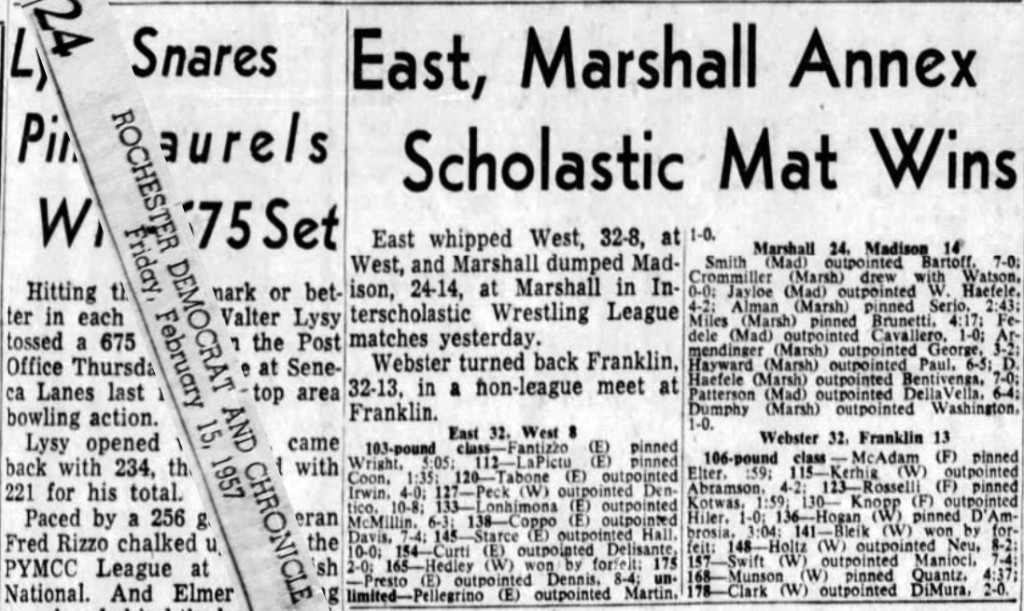 24
ROCHESTER DEMOCRAT AND CHRONICLE
Friday, February 15, 1957
Snares
aurels
75 Set
Hitting mark or bet-
ter in each Walter Lysy
tossed a 675 the Post
Office at Sene-
ca Lanes last top area
bowling action.
Lysy opened came
back with 234, with
221 for his total.
Paced by a 256
Fred Rizzo chalked the
PYMCC League at
National. And Elmer
East, Marshall Annex
Scholastic Mat Wins
East whipped West, 32-8, at
West, and Marshall dumped Mad-
ison, 24-14, at Marshall in In-
terscholastic Wrestling League
matches yesterday.
Webster turned back Franklin,
32-13, in a non-league meet at
Franklin.
East 32, West 8
103-pound class—Fantizzo (E) pinned
Wright, 5:05; 112—LaPictu (E) pinned
Coon, 1:35; 120—Tabone (E) outpointed
Irwin, 4-0; 127—Peck (W) outpointed Den-
tico, 10-8; 133—Lonhimona (E) outpointed
McMillin, 6-3; 138—Coppo (E) outpointed
Davis, 7-4; 145—Starce (E) outpointed Hall,
10-0; 154—Curti (E) outpointed Delisante,
2-0; 165—Hedley (W) won by forfeit; 175
—Presto (E) outpointed Dennis, 8-4; un-
limited—Pellegrino (E) outpointed Martin,
1-0.
Marshall 24, Madison 14
Smith (Mad) outpointed Bartoff, 7-0;
Crommiller (Marsh) drew with Watson,
0-0; Jayloe (Mad) outpointed W. Haefele,
4-2; Alman (Marsh) pinned Serio, 2:43;
Miles (Marsh) pinned Brunetti, 4:17; Fe-
dele (Mad) outpointed Cavallero, 1-0; Ar-
mendinger (Marsh) outpointed George, 3-2;
Hayward (Marsh) outpointed Paul, 6-5; D.
Haefele (Marsh) outpointed Bentivenga, 7-0;
Patterson (Mad) outpointed DellaVella, 6-4;
Dumphy (Marsh) outpointed Washington,
1-0.
Webster 32, Franklin 13
106-pound class — McAdam (F) pinned
Elter, :59; 115—Kerhig (W) outpointed
Abramson, 4-2; 123—Rosselli (F) pinned
Kotwas, 1:59; 130— Knopp (F) outpointed
Hiler, 1-0; 136—Hogan (W) pinned D'Am-
brosia, 3:04; 141—Bleik (W) won by for-
feit; 148—Holtz (W) outpointed Neu, 8-2;
157—Swift (W) outpointed Manioci, 7-4;
168—Munson (W) pinned Quantz, 4:37;
178—Clark (W) outpointed DiMura, 2-0.